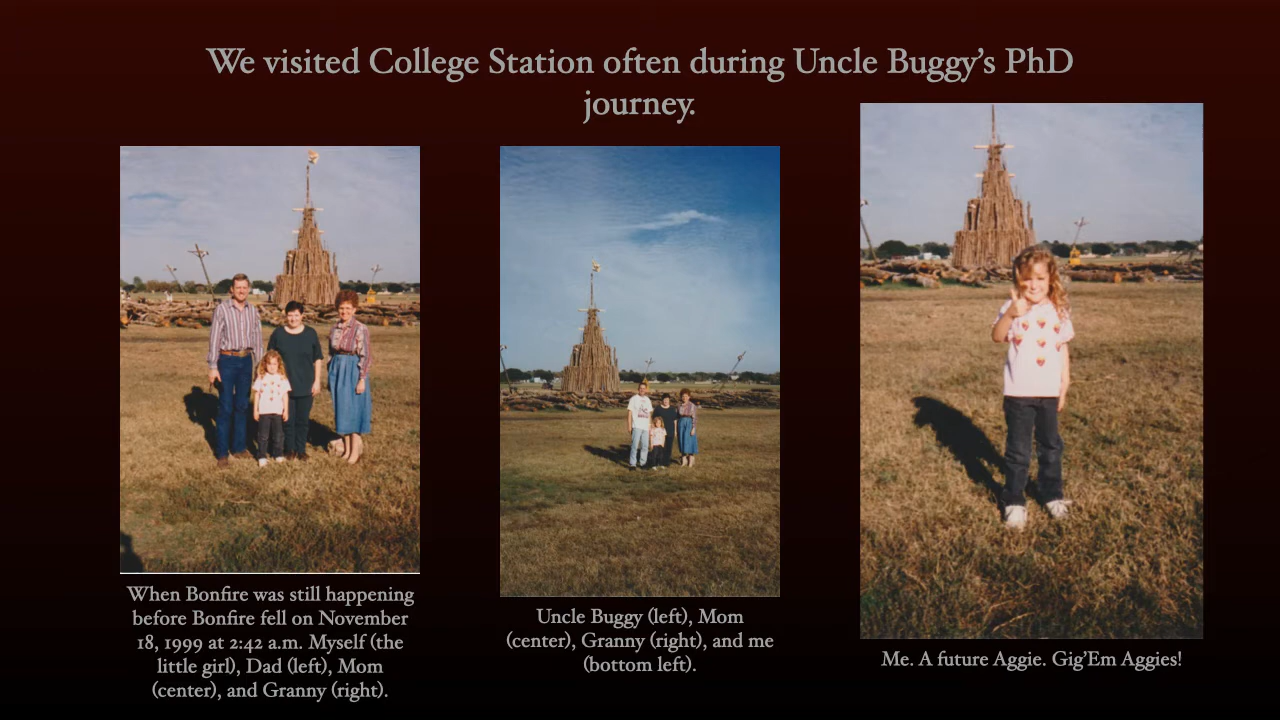 We visited College Station often during Uncle Buggy’s PhD
journey.
When Bonfire was still happening
before Bonfire fell on November
18, 1999 at 2:42 a.m. Myself (the
little girl), Dad (left), Mom
(center), and Granny (right).
Uncle Buggy (left), Mom
(center), Granny (right), and me
(bottom left).
Me. A future Aggie. Gig’Em Aggies!